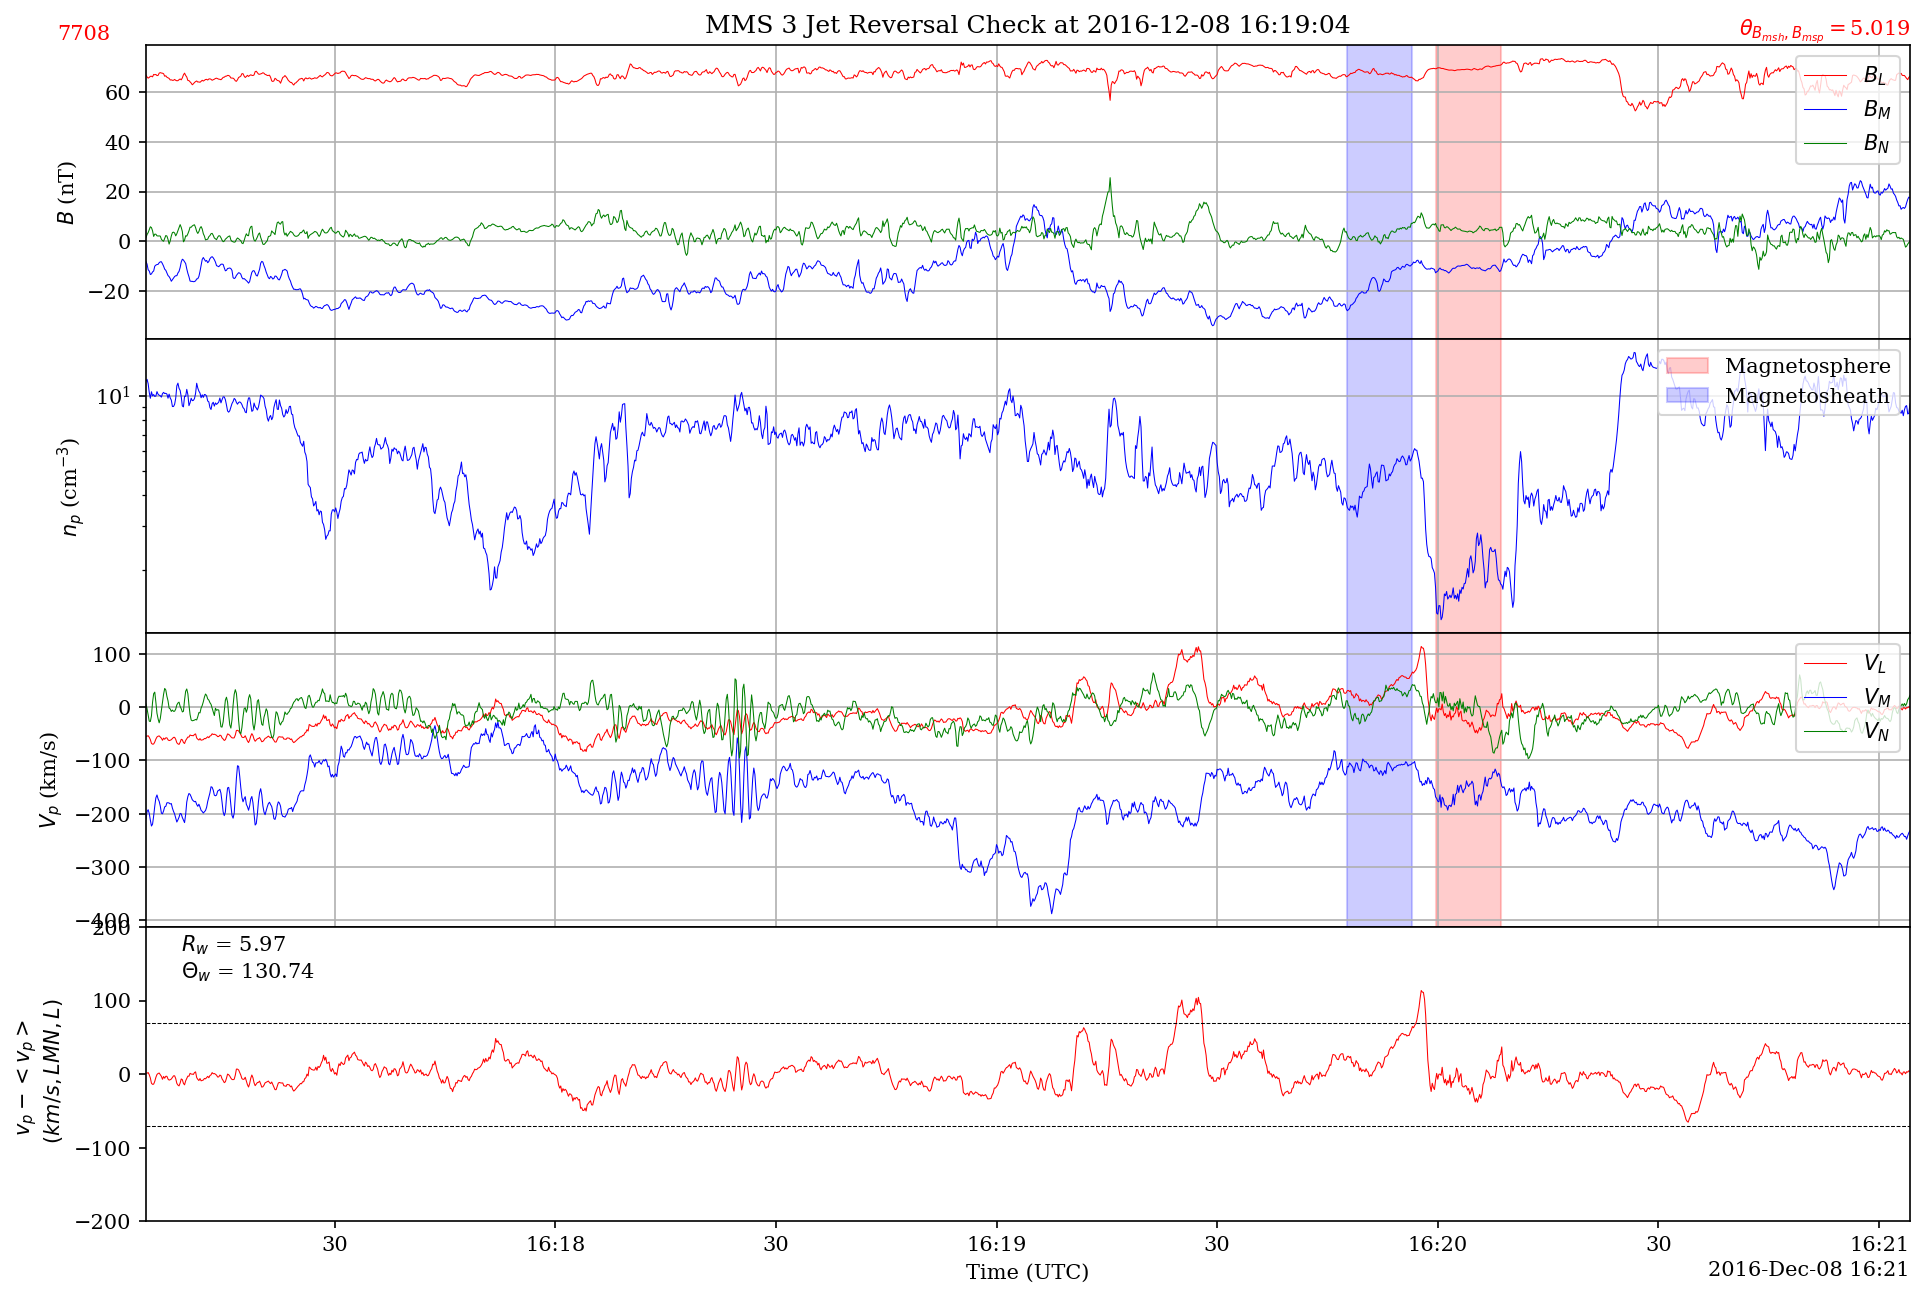 MMS 3 Jet Reversal Check at 2016-12-08 16:19:04
7708
θ_{B_{msh}, B_{msp}} = 5.019
60
40
20
0
−20
B (nT)
B_L
B_M
B_N
10^1
n_p (cm^{−3})
Magnetosphere
Magnetosheath
100
0
−100
−200
−300
−400
V_p (km/s)
V_L
V_M
V_N
200
100
0
−100
−200
v_p − < v_p >
(km/s, LMN, L)
R_w = 5.97
Θ_w = 130.74
30 16:18 30 16:19 30 16:20 30 16:21
Time (UTC)
2016-Dec-08 16:21